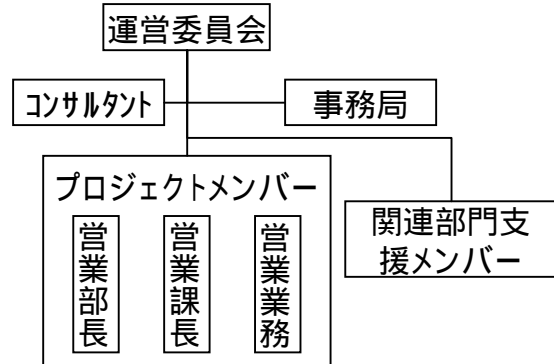 運営委員会
コンサルタント
事務局
プロジェクトメンバー
営業部長
営業課長
営業業務
関連部門支
援メンバー